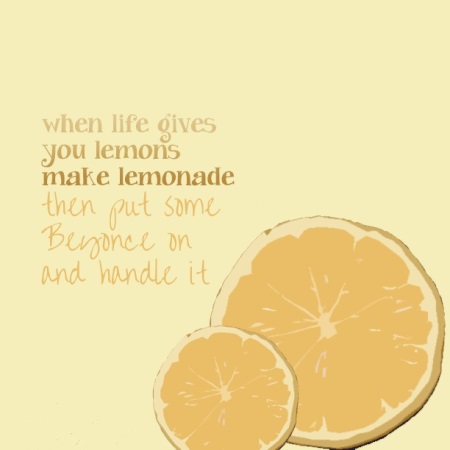 when life gives
you lemons
make lemonade
then put some
Beyonce on
and handle it